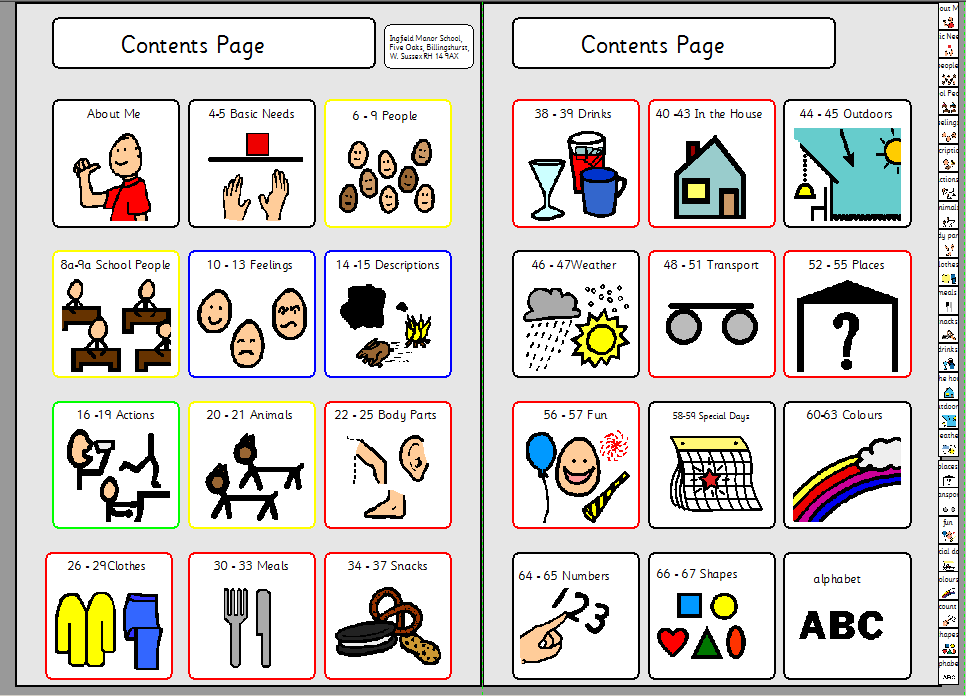 Contents Page
Ingfield Manor School,
Five Oaks, Billingshurst,
W. Sussex RH 14 9AX
About Me
4-5 Basic Needs
6 - 9 People
8a-9a School People
10 - 13 Feelings
14 -15 Descriptions
16 -19 Actions
20 - 21 Animals
22 - 25 Body Parts
26 - 29Clothes
30 - 33 Meals
34 - 37 Snacks
Contents Page
38 - 39 Drinks
40 -43 In the House
44 - 45 Outdoors
46 - 47Weather
48 - 51 Transport
52 - 55 Places
?
56 - 57 Fun
58-59 Special Days
60-63 Colours
64 - 65 Numbers
123
66 - 67 Shapes
alphabet
ABC
fun
ABC